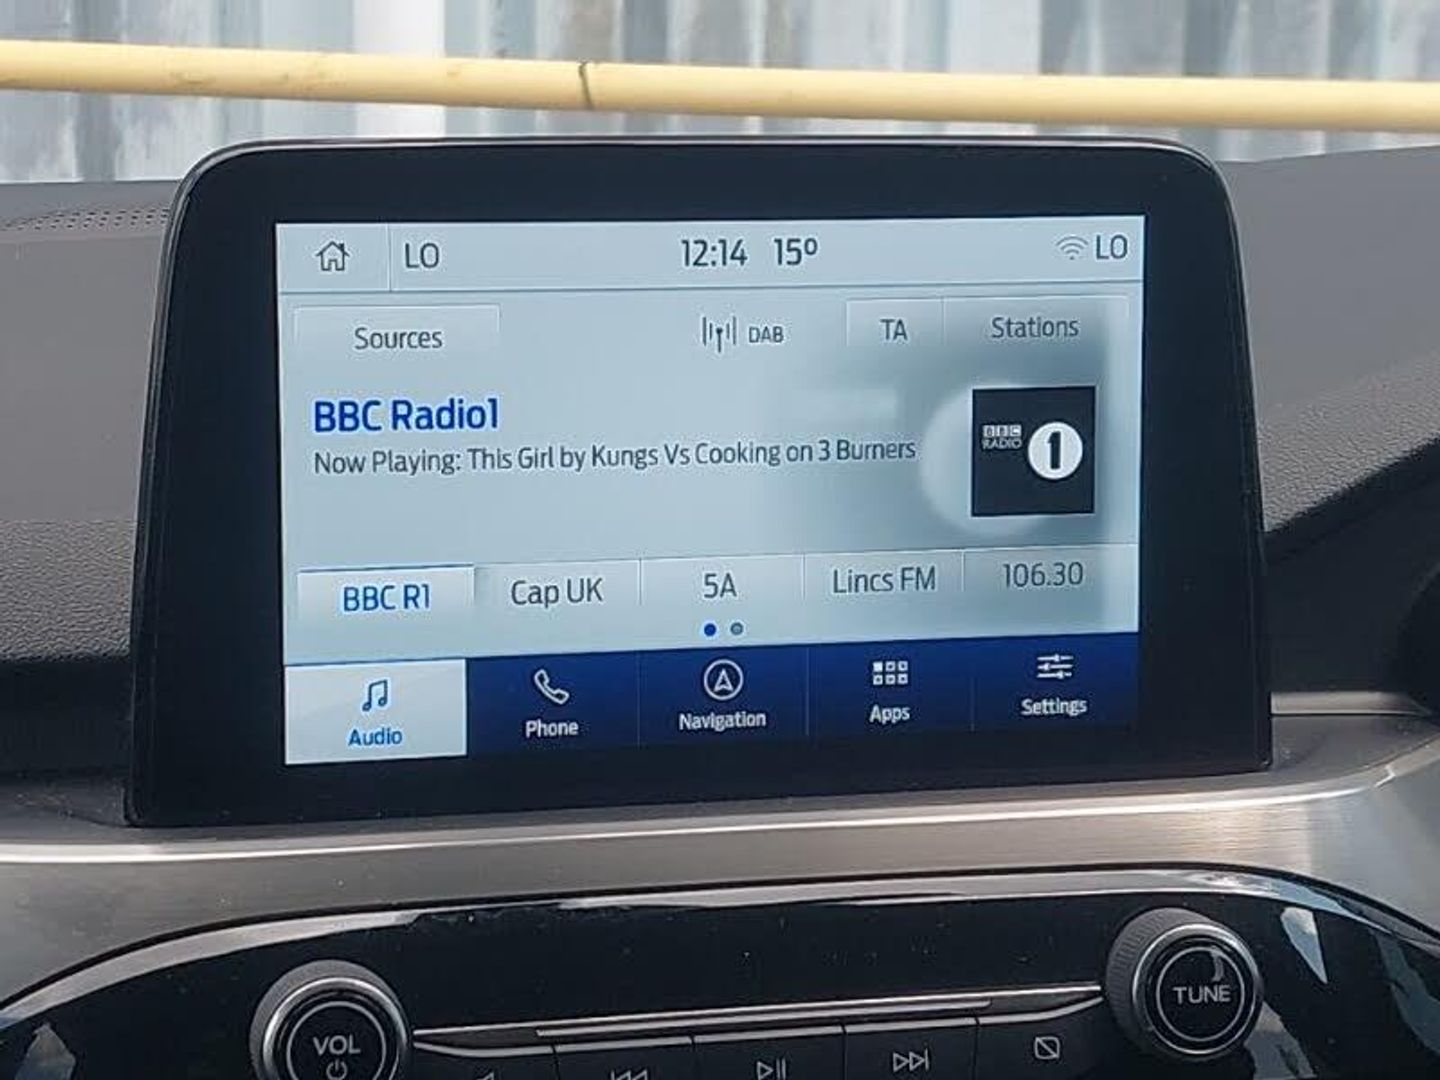 LO 12:14 15º LO
Sources DAB TA Stations
BBC Radio1
Now Playing: This Girl by Kungs Vs Cooking on 3 Burners
BBC
RADIO
1
BBC R1 Cap UK 5A Lincs FM 106.30
Audio Phone Navigation Apps Settings
VOL TUNE